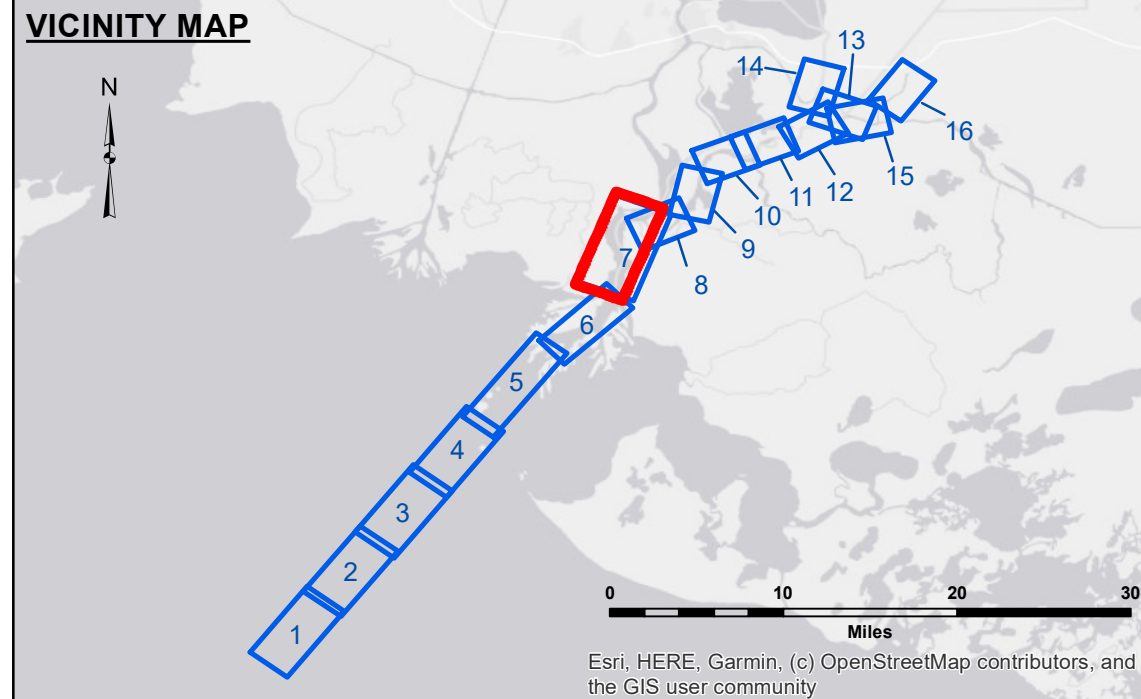 VICINITY MAP
N
13
14
16
15
12
11
10
9
8
7
6
5
4
3
2
1
0 10 20 30
Miles
Esri, HERE, Garmin, (c) OpenStreetMap contributors, and
the GIS user community